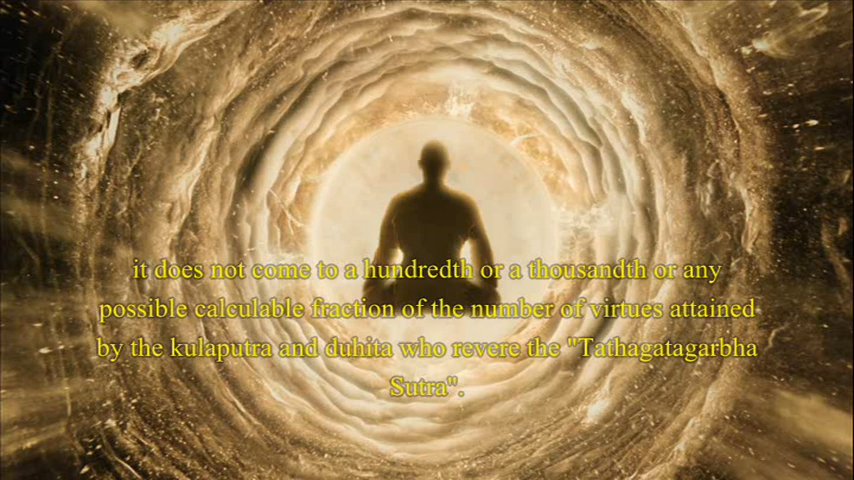 it does not come to a hundredth or a thousandth or any
possible calculable fraction of the number of virtues attained
by the kulaputra and duhita who revere the "Tathagatagarbha
Sutra".